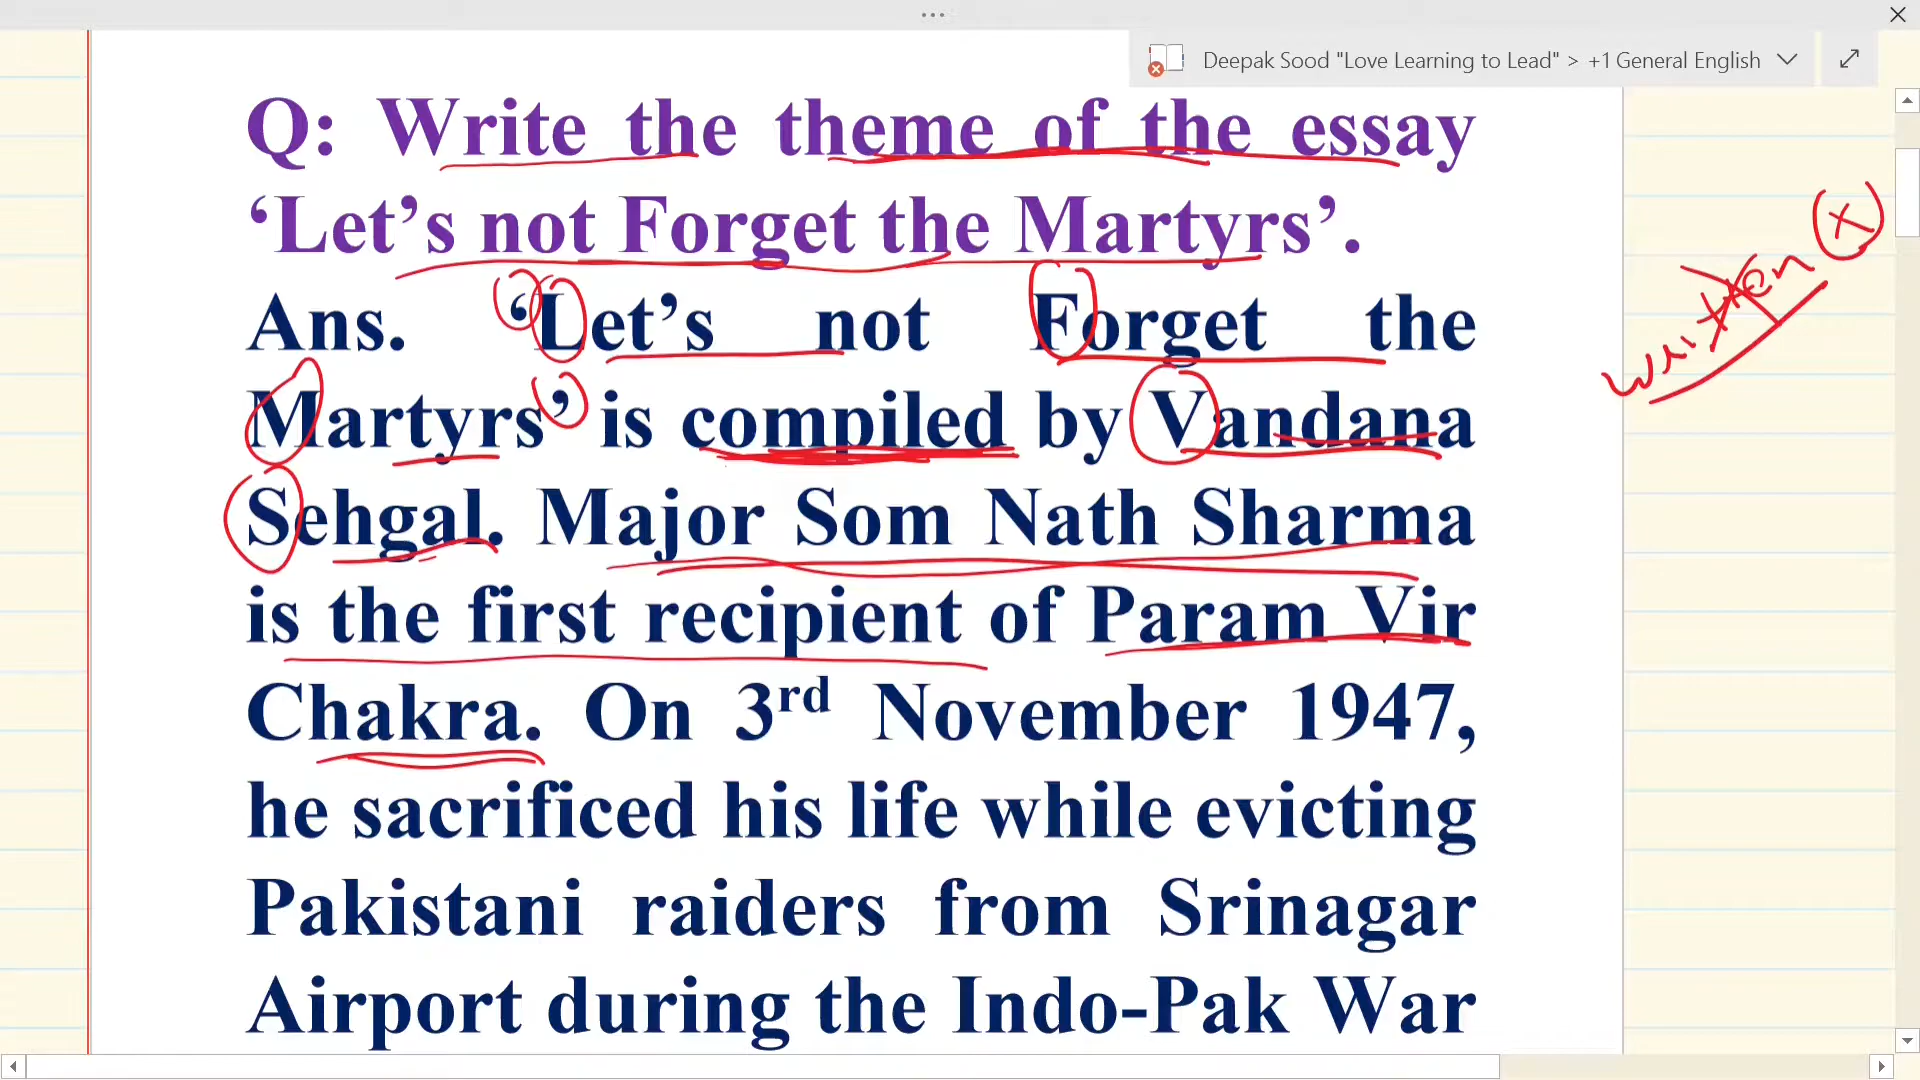 Deepak Sood "Love Learning to Lead" > +1 General English
Q: Write the theme of the essay
‘Let’s not Forget the Martyrs’.
Ans. ‘Let’s not Forget the
Martyrs’ is compiled by Vandana
Sehgal. Major Som Nath Sharma
is the first recipient of Param Vir
Chakra. On 3rd November 1947,
he sacrificed his life while evicting
Pakistani raiders from Srinagar
Airport during the Indo-Pak War
written